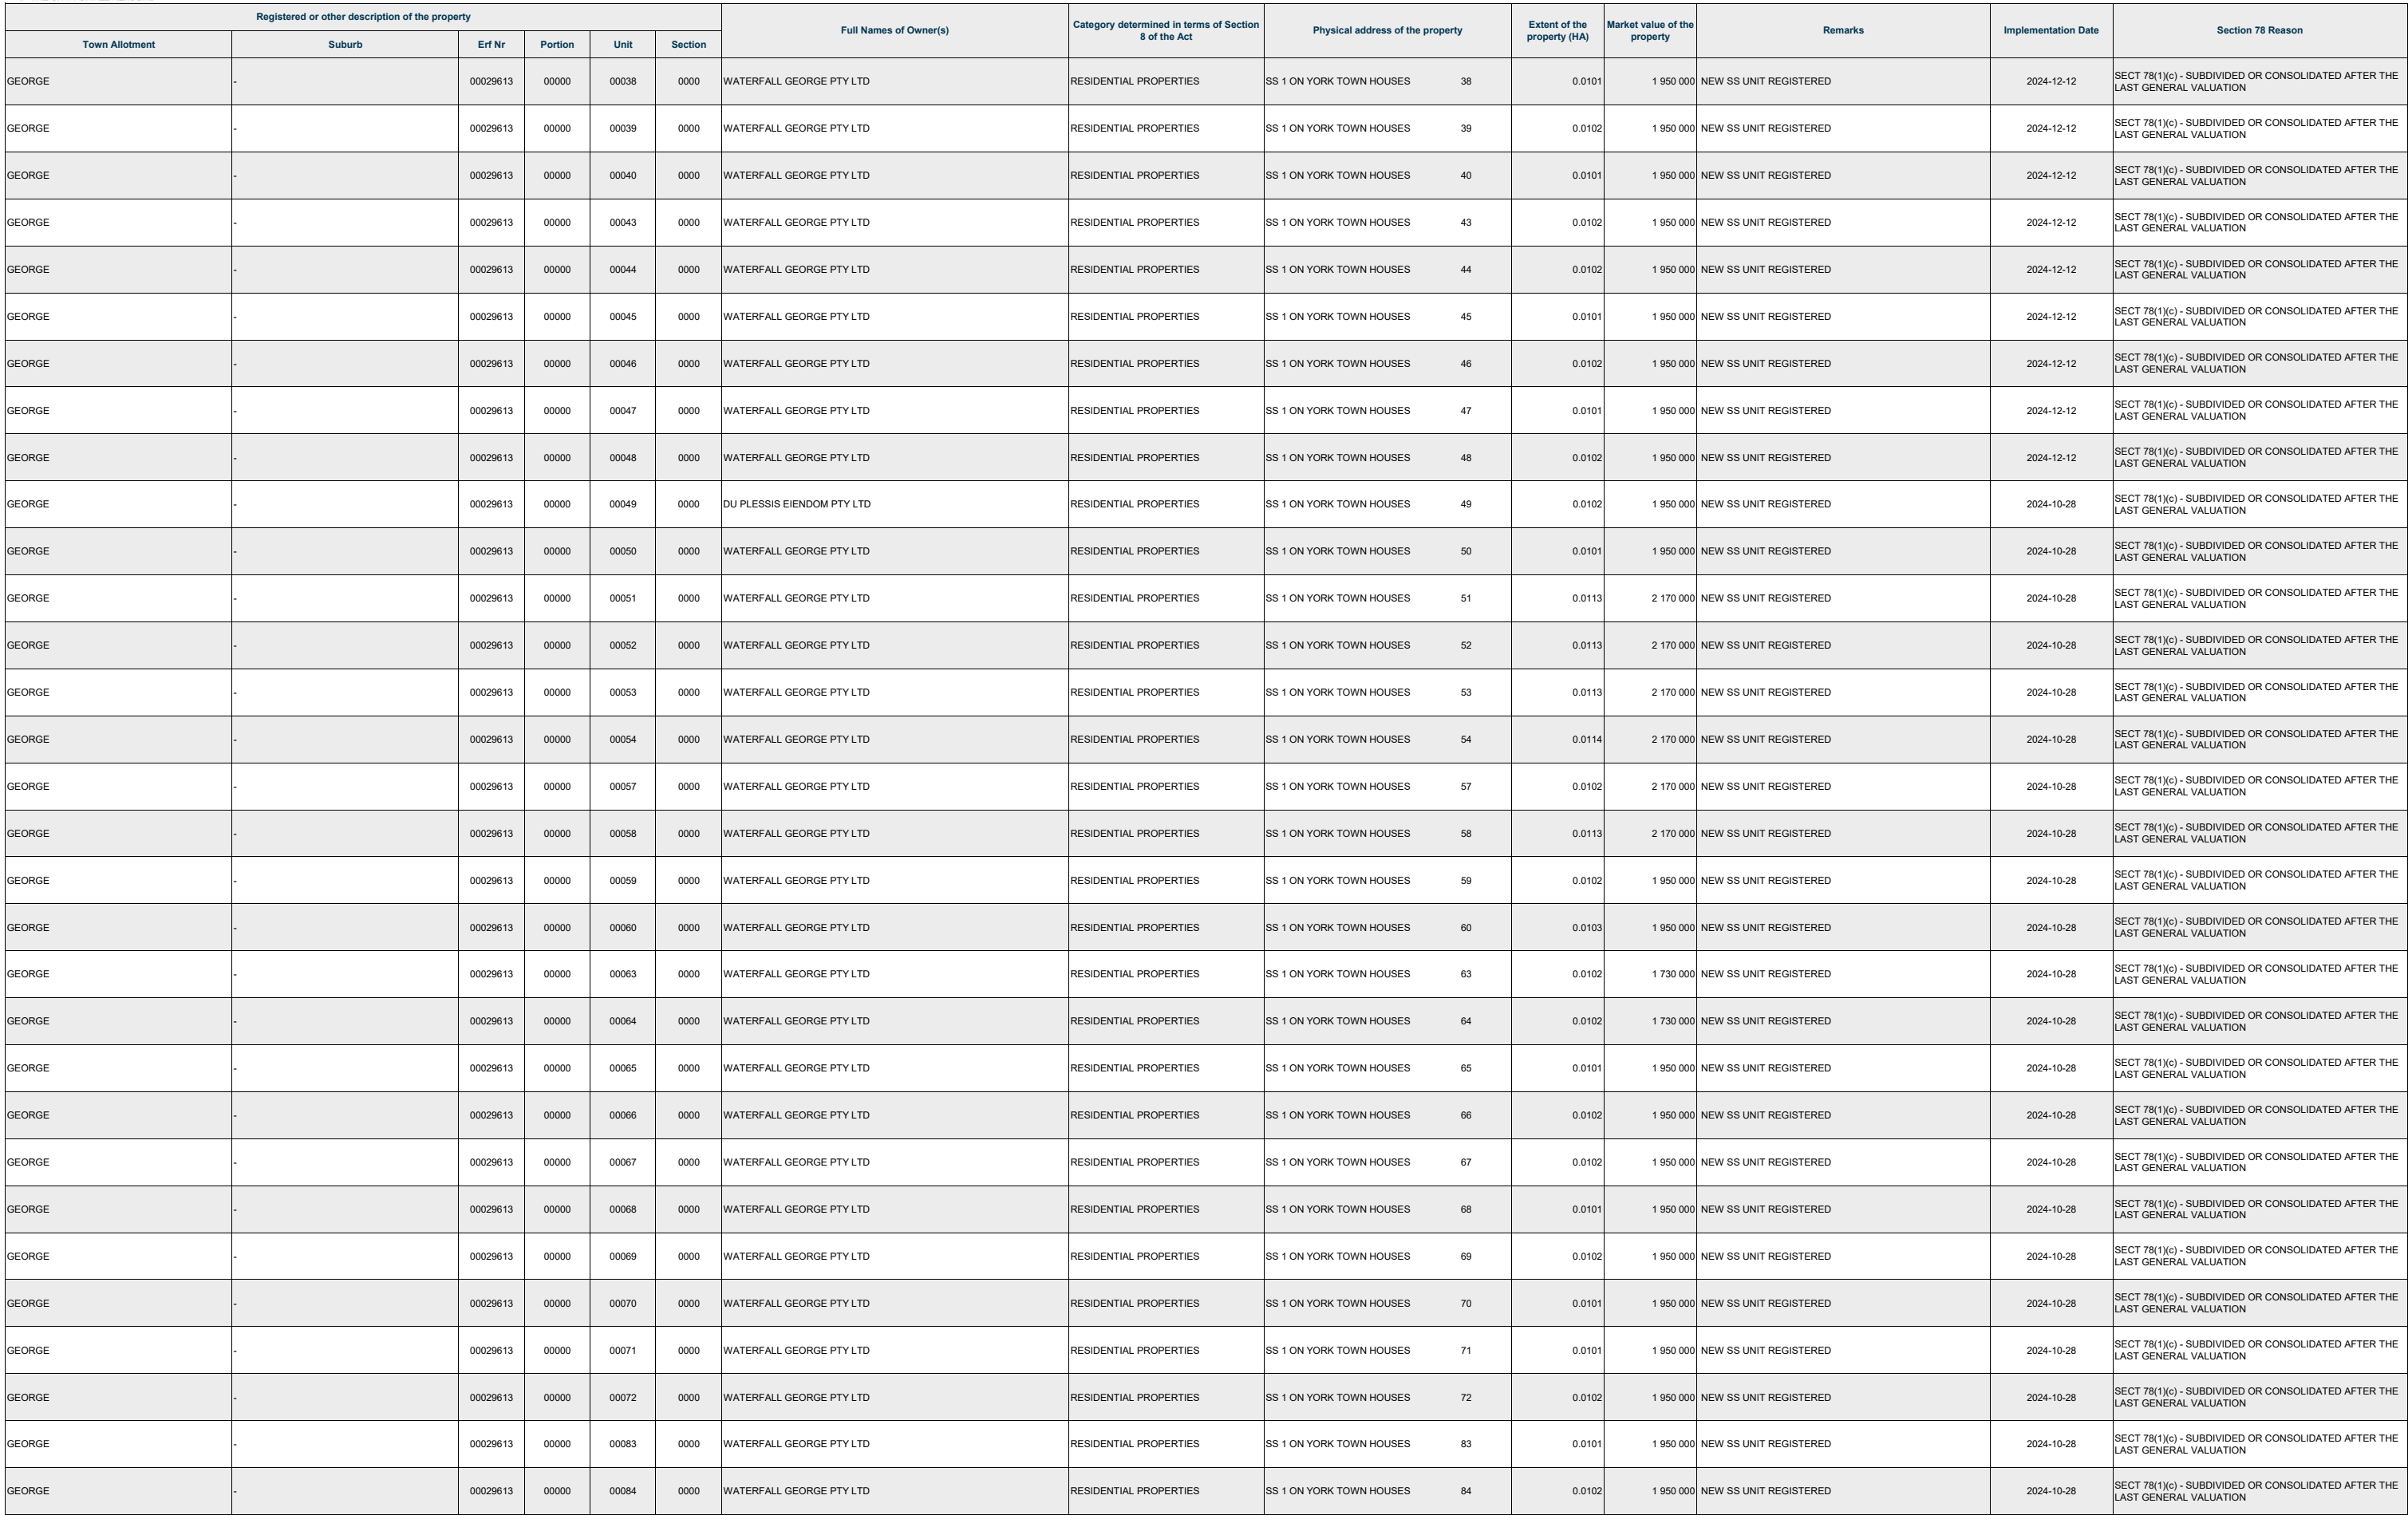 Registered or other description of the property
Full Names of Owner(s)
Category determined in terms of Section
8 of the Act
Physical address of the property
Extent of the
property (HA)
Market value of the
property
Remarks
Implementation Date
Section 78 Reason
Town Allotment Suburb Erf Nr Portion Unit Section
GEORGE - 00029613 00000 00038 0000 WATERFALL GEORGE PTY LTD RESIDENTIAL PROPERTIES SS 1 ON YORK TOWN HOUSES 38 0.0101 1 950 000 NEW SS UNIT REGISTERED 2024-12-12 SECT 78(1)(c) - SUBDIVIDED OR CONSOLIDATED AFTER THE
LAST GENERAL VALUATION
GEORGE - 00029613 00000 00039 0000 WATERFALL GEORGE PTY LTD RESIDENTIAL PROPERTIES SS 1 ON YORK TOWN HOUSES 39 0.0102 1 950 000 NEW SS UNIT REGISTERED 2024-12-12 SECT 78(1)(c) - SUBDIVIDED OR CONSOLIDATED AFTER THE
LAST GENERAL VALUATION
GEORGE - 00029613 00000 00040 0000 WATERFALL GEORGE PTY LTD RESIDENTIAL PROPERTIES SS 1 ON YORK TOWN HOUSES 40 0.0101 1 950 000 NEW SS UNIT REGISTERED 2024-12-12 SECT 78(1)(c) - SUBDIVIDED OR CONSOLIDATED AFTER THE
LAST GENERAL VALUATION
GEORGE - 00029613 00000 00043 0000 WATERFALL GEORGE PTY LTD RESIDENTIAL PROPERTIES SS 1 ON YORK TOWN HOUSES 43 0.0102 1 950 000 NEW SS UNIT REGISTERED 2024-12-12 SECT 78(1)(c) - SUBDIVIDED OR CONSOLIDATED AFTER THE
LAST GENERAL VALUATION
GEORGE - 00029613 00000 00044 0000 WATERFALL GEORGE PTY LTD RESIDENTIAL PROPERTIES SS 1 ON YORK TOWN HOUSES 44 0.0102 1 950 000 NEW SS UNIT REGISTERED 2024-12-12 SECT 78(1)(c) - SUBDIVIDED OR CONSOLIDATED AFTER THE
LAST GENERAL VALUATION
GEORGE - 00029613 00000 00045 0000 WATERFALL GEORGE PTY LTD RESIDENTIAL PROPERTIES SS 1 ON YORK TOWN HOUSES 45 0.0101 1 950 000 NEW SS UNIT REGISTERED 2024-12-12 SECT 78(1)(c) - SUBDIVIDED OR CONSOLIDATED AFTER THE
LAST GENERAL VALUATION
GEORGE - 00029613 00000 00046 0000 WATERFALL GEORGE PTY LTD RESIDENTIAL PROPERTIES SS 1 ON YORK TOWN HOUSES 46 0.0102 1 950 000 NEW SS UNIT REGISTERED 2024-12-12 SECT 78(1)(c) - SUBDIVIDED OR CONSOLIDATED AFTER THE
LAST GENERAL VALUATION
GEORGE - 00029613 00000 00047 0000 WATERFALL GEORGE PTY LTD RESIDENTIAL PROPERTIES SS 1 ON YORK TOWN HOUSES 47 0.0101 1 950 000 NEW SS UNIT REGISTERED 2024-12-12 SECT 78(1)(c) - SUBDIVIDED OR CONSOLIDATED AFTER THE
LAST GENERAL VALUATION
GEORGE - 00029613 00000 00048 0000 WATERFALL GEORGE PTY LTD RESIDENTIAL PROPERTIES SS 1 ON YORK TOWN HOUSES 48 0.0102 1 950 000 NEW SS UNIT REGISTERED 2024-12-12 SECT 78(1)(c) - SUBDIVIDED OR CONSOLIDATED AFTER THE
LAST GENERAL VALUATION
GEORGE - 00029613 00000 00049 0000 DU PLESSIS EIENDOM PTY LTD RESIDENTIAL PROPERTIES SS 1 ON YORK TOWN HOUSES 49 0.0102 1 950 000 NEW SS UNIT REGISTERED 2024-10-28 SECT 78(1)(c) - SUBDIVIDED OR CONSOLIDATED AFTER THE
LAST GENERAL VALUATION
GEORGE - 00029613 00000 00050 0000 WATERFALL GEORGE PTY LTD RESIDENTIAL PROPERTIES SS 1 ON YORK TOWN HOUSES 50 0.0101 1 950 000 NEW SS UNIT REGISTERED 2024-10-28 SECT 78(1)(c) - SUBDIVIDED OR CONSOLIDATED AFTER THE
LAST GENERAL VALUATION
GEORGE - 00029613 00000 00051 0000 WATERFALL GEORGE PTY LTD RESIDENTIAL PROPERTIES SS 1 ON YORK TOWN HOUSES 51 0.0113 2 170 000 NEW SS UNIT REGISTERED 2024-10-28 SECT 78(1)(c) - SUBDIVIDED OR CONSOLIDATED AFTER THE
LAST GENERAL VALUATION
GEORGE - 00029613 00000 00052 0000 WATERFALL GEORGE PTY LTD RESIDENTIAL PROPERTIES SS 1 ON YORK TOWN HOUSES 52 0.0113 2 170 000 NEW SS UNIT REGISTERED 2024-10-28 SECT 78(1)(c) - SUBDIVIDED OR CONSOLIDATED AFTER THE
LAST GENERAL VALUATION
GEORGE - 00029613 00000 00053 0000 WATERFALL GEORGE PTY LTD RESIDENTIAL PROPERTIES SS 1 ON YORK TOWN HOUSES 53 0.0113 2 170 000 NEW SS UNIT REGISTERED 2024-10-28 SECT 78(1)(c) - SUBDIVIDED OR CONSOLIDATED AFTER THE
LAST GENERAL VALUATION
GEORGE - 00029613 00000 00054 0000 WATERFALL GEORGE PTY LTD RESIDENTIAL PROPERTIES SS 1 ON YORK TOWN HOUSES 54 0.0114 2 170 000 NEW SS UNIT REGISTERED 2024-10-28 SECT 78(1)(c) - SUBDIVIDED OR CONSOLIDATED AFTER THE
LAST GENERAL VALUATION
GEORGE - 00029613 00000 00057 0000 WATERFALL GEORGE PTY LTD RESIDENTIAL PROPERTIES SS 1 ON YORK TOWN HOUSES 57 0.0102 2 170 000 NEW SS UNIT REGISTERED 2024-10-28 SECT 78(1)(c) - SUBDIVIDED OR CONSOLIDATED AFTER THE
LAST GENERAL VALUATION
GEORGE - 00029613 00000 00058 0000 WATERFALL GEORGE PTY LTD RESIDENTIAL PROPERTIES SS 1 ON YORK TOWN HOUSES 58 0.0113 2 170 000 NEW SS UNIT REGISTERED 2024-10-28 SECT 78(1)(c) - SUBDIVIDED OR CONSOLIDATED AFTER THE
LAST GENERAL VALUATION
GEORGE - 00029613 00000 00059 0000 WATERFALL GEORGE PTY LTD RESIDENTIAL PROPERTIES SS 1 ON YORK TOWN HOUSES 59 0.0102 1 950 000 NEW SS UNIT REGISTERED 2024-10-28 SECT 78(1)(c) - SUBDIVIDED OR CONSOLIDATED AFTER THE
LAST GENERAL VALUATION
GEORGE - 00029613 00000 00060 0000 WATERFALL GEORGE PTY LTD RESIDENTIAL PROPERTIES SS 1 ON YORK TOWN HOUSES 60 0.0103 1 950 000 NEW SS UNIT REGISTERED 2024-10-28 SECT 78(1)(c) - SUBDIVIDED OR CONSOLIDATED AFTER THE
LAST GENERAL VALUATION
GEORGE - 00029613 00000 00063 0000 WATERFALL GEORGE PTY LTD RESIDENTIAL PROPERTIES SS 1 ON YORK TOWN HOUSES 63 0.0102 1 730 000 NEW SS UNIT REGISTERED 2024-10-28 SECT 78(1)(c) - SUBDIVIDED OR CONSOLIDATED AFTER THE
LAST GENERAL VALUATION
GEORGE - 00029613 00000 00064 0000 WATERFALL GEORGE PTY LTD RESIDENTIAL PROPERTIES SS 1 ON YORK TOWN HOUSES 64 0.0102 1 730 000 NEW SS UNIT REGISTERED 2024-10-28 SECT 78(1)(c) - SUBDIVIDED OR CONSOLIDATED AFTER THE
LAST GENERAL VALUATION
GEORGE - 00029613 00000 00065 0000 WATERFALL GEORGE PTY LTD RESIDENTIAL PROPERTIES SS 1 ON YORK TOWN HOUSES 65 0.0101 1 950 000 NEW SS UNIT REGISTERED 2024-10-28 SECT 78(1)(c) - SUBDIVIDED OR CONSOLIDATED AFTER THE
LAST GENERAL VALUATION
GEORGE - 00029613 00000 00066 0000 WATERFALL GEORGE PTY LTD RESIDENTIAL PROPERTIES SS 1 ON YORK TOWN HOUSES 66 0.0102 1 950 000 NEW SS UNIT REGISTERED 2024-10-28 SECT 78(1)(c) - SUBDIVIDED OR CONSOLIDATED AFTER THE
LAST GENERAL VALUATION
GEORGE - 00029613 00000 00067 0000 WATERFALL GEORGE PTY LTD RESIDENTIAL PROPERTIES SS 1 ON YORK TOWN HOUSES 67 0.0102 1 950 000 NEW SS UNIT REGISTERED 2024-10-28 SECT 78(1)(c) - SUBDIVIDED OR CONSOLIDATED AFTER THE
LAST GENERAL VALUATION
GEORGE - 00029613 00000 00068 0000 WATERFALL GEORGE PTY LTD RESIDENTIAL PROPERTIES SS 1 ON YORK TOWN HOUSES 68 0.0101 1 950 000 NEW SS UNIT REGISTERED 2024-10-28 SECT 78(1)(c) - SUBDIVIDED OR CONSOLIDATED AFTER THE
LAST GENERAL VALUATION
GEORGE - 00029613 00000 00069 0000 WATERFALL GEORGE PTY LTD RESIDENTIAL PROPERTIES SS 1 ON YORK TOWN HOUSES 69 0.0102 1 950 000 NEW SS UNIT REGISTERED 2024-10-28 SECT 78(1)(c) - SUBDIVIDED OR CONSOLIDATED AFTER THE
LAST GENERAL VALUATION
GEORGE - 00029613 00000 00070 0000 WATERFALL GEORGE PTY LTD RESIDENTIAL PROPERTIES SS 1 ON YORK TOWN HOUSES 70 0.0101 1 950 000 NEW SS UNIT REGISTERED 2024-10-28 SECT 78(1)(c) - SUBDIVIDED OR CONSOLIDATED AFTER THE
LAST GENERAL VALUATION
GEORGE - 00029613 00000 00071 0000 WATERFALL GEORGE PTY LTD RESIDENTIAL PROPERTIES SS 1 ON YORK TOWN HOUSES 71 0.0101 1 950 000 NEW SS UNIT REGISTERED 2024-10-28 SECT 78(1)(c) - SUBDIVIDED OR CONSOLIDATED AFTER THE
LAST GENERAL VALUATION
GEORGE - 00029613 00000 00072 0000 WATERFALL GEORGE PTY LTD RESIDENTIAL PROPERTIES SS 1 ON YORK TOWN HOUSES 72 0.0102 1 950 000 NEW SS UNIT REGISTERED 2024-10-28 SECT 78(1)(c) - SUBDIVIDED OR CONSOLIDATED AFTER THE
LAST GENERAL VALUATION
GEORGE - 00029613 00000 00083 0000 WATERFALL GEORGE PTY LTD RESIDENTIAL PROPERTIES SS 1 ON YORK TOWN HOUSES 83 0.0101 1 950 000 NEW SS UNIT REGISTERED 2024-10-28 SECT 78(1)(c) - SUBDIVIDED OR CONSOLIDATED AFTER THE
LAST GENERAL VALUATION
GEORGE - 00029613 00000 00084 0000 WATERFALL GEORGE PTY LTD RESIDENTIAL PROPERTIES SS 1 ON YORK TOWN HOUSES 84 0.0102 1 950 000 NEW SS UNIT REGISTERED 2024-10-28 SECT 78(1)(c) - SUBDIVIDED OR CONSOLIDATED AFTER THE
LAST GENERAL VALUATION